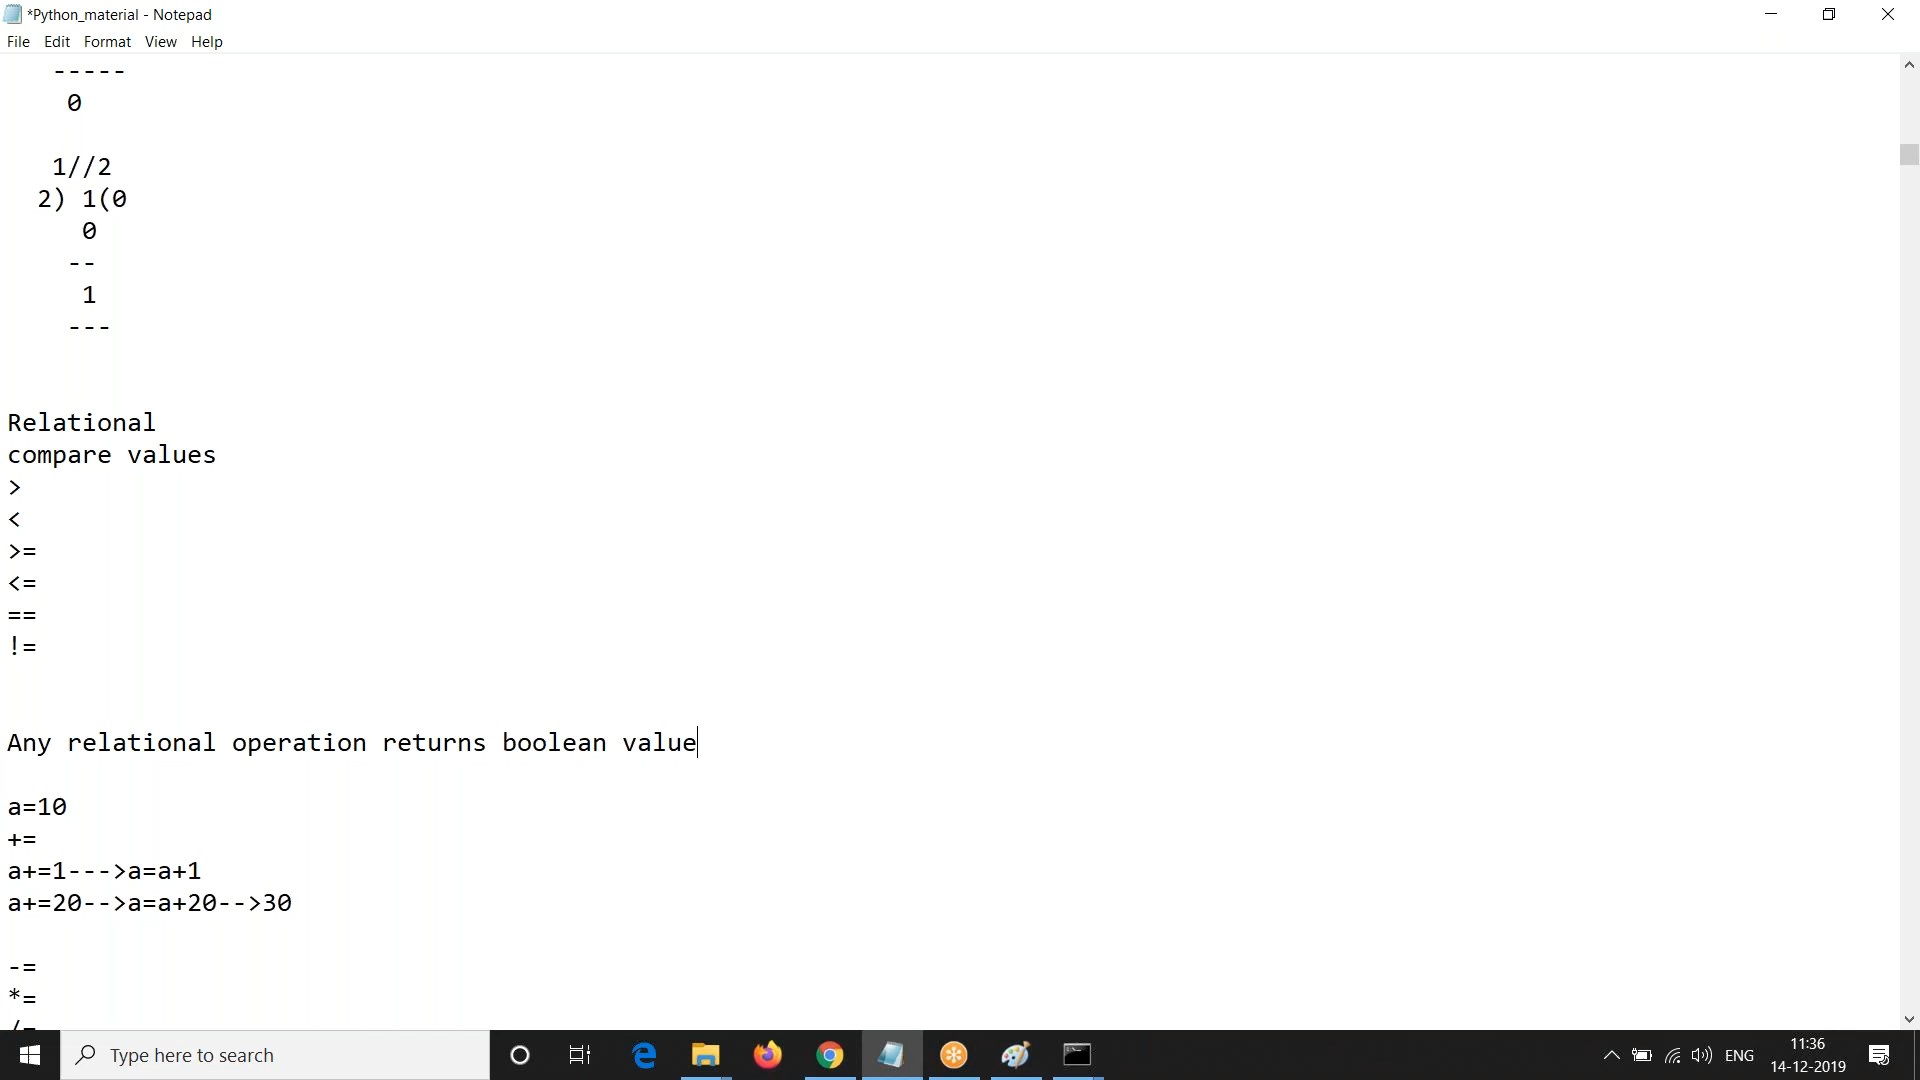 *Python_material - Notepad
File Edit Format View Help
-----
0
1//2
2) 1(0
0
--
1
---
Relational
compare values
>
<
>=
<=
==
!=
Any relational operation returns boolean value
a=10
+=
a+=1--->a=a+1
a+=20-->a=a+20-->30
-=
*=
/=
Type here to search
ENG
11:36
14-12-2019